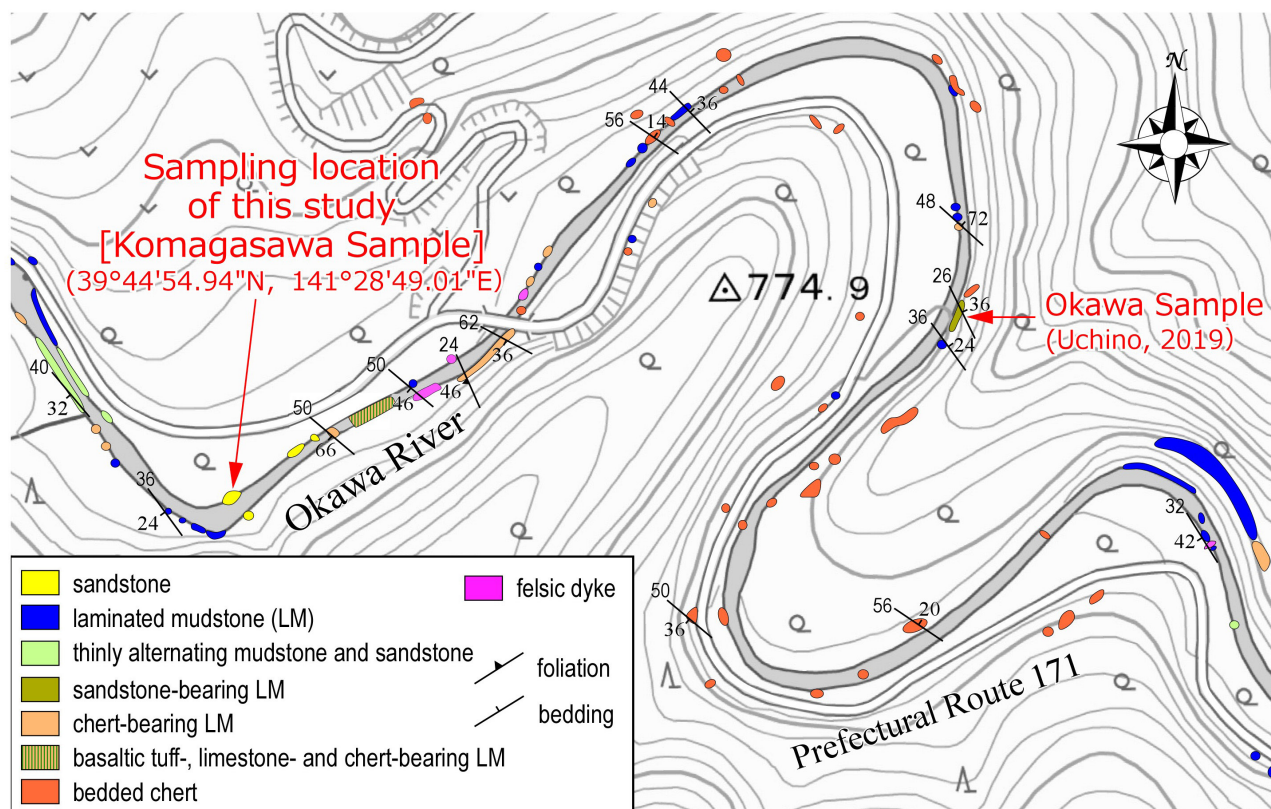 Sampling location
of this study
[Komagasawa Sample]
(39°44'54.94"N, 141°28'49.01"E)
N
774.9
Okawa Sample
(Uchino, 2019)
Okawa River
Prefectural Route 171
44
36
56
14
48
72
26
36
36
24
62
24
36
50
46
46
50
66
40
32
36
24
32
42
50
36
56
20
sandstone
laminated mudstone (LM)
thinly alternating mudstone and sandstone
sandstone-bearing LM
chert-bearing LM
basaltic tuff-, limestone- and chert-bearing LM
bedded chert
felsic dyke
foliation
bedding